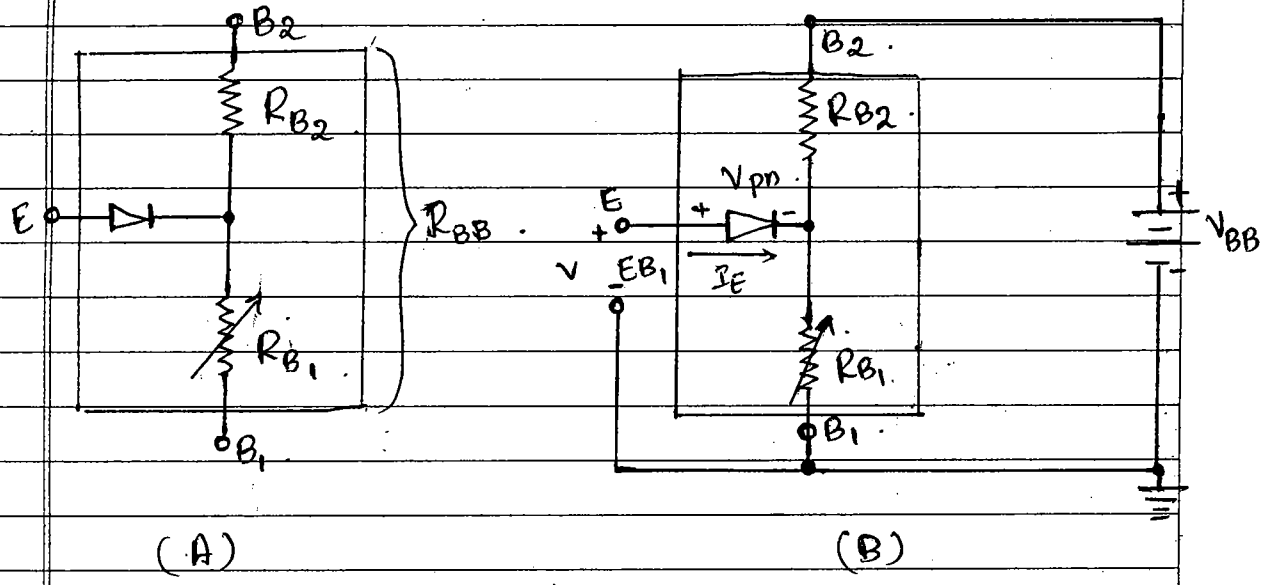 B2
RB2
E
RBB
RB1
B1
(A)
B2
RB2
Vpn
E
+ -
+
V EB1
-
IE
RB1
B1
+
VBB
-
(B)